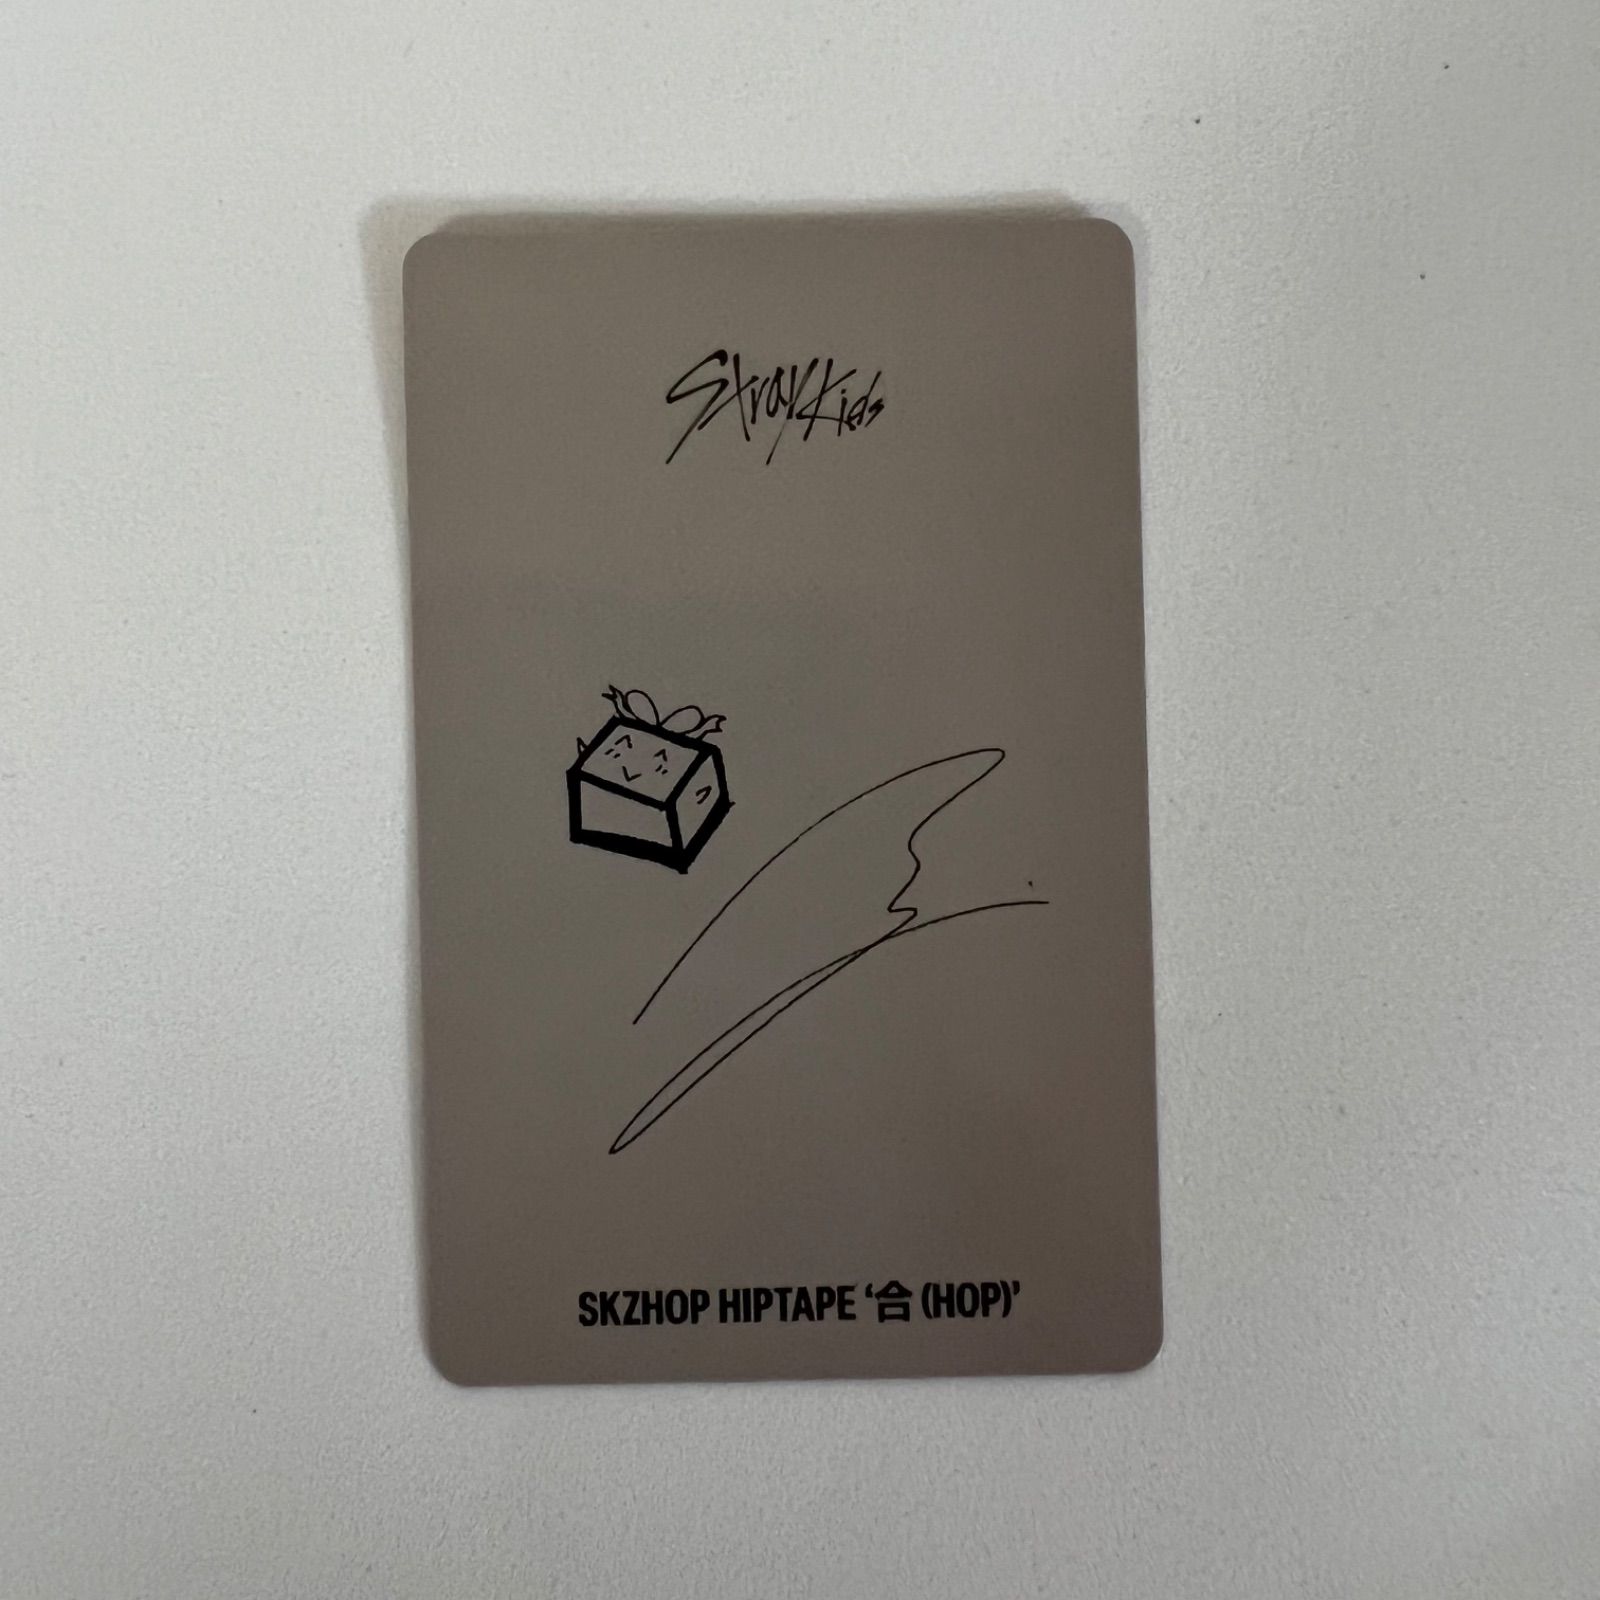 Stray Kids
SKZHOP HIPTAPE ‘合 (HOP)’